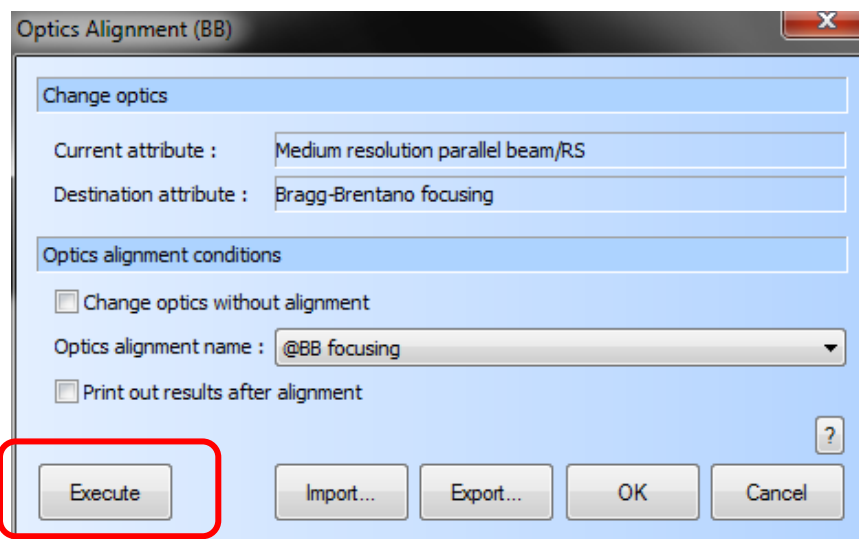 Optics Alignment (BB)
x
Change optics
Current attribute : Medium resolution parallel beam/RS
Destination attribute : Bragg-Brentano focusing
Optics alignment conditions
Change optics without alignment
Optics alignment name : @BB focusing
Print out results after alignment
?
Execute Import... Export... OK Cancel